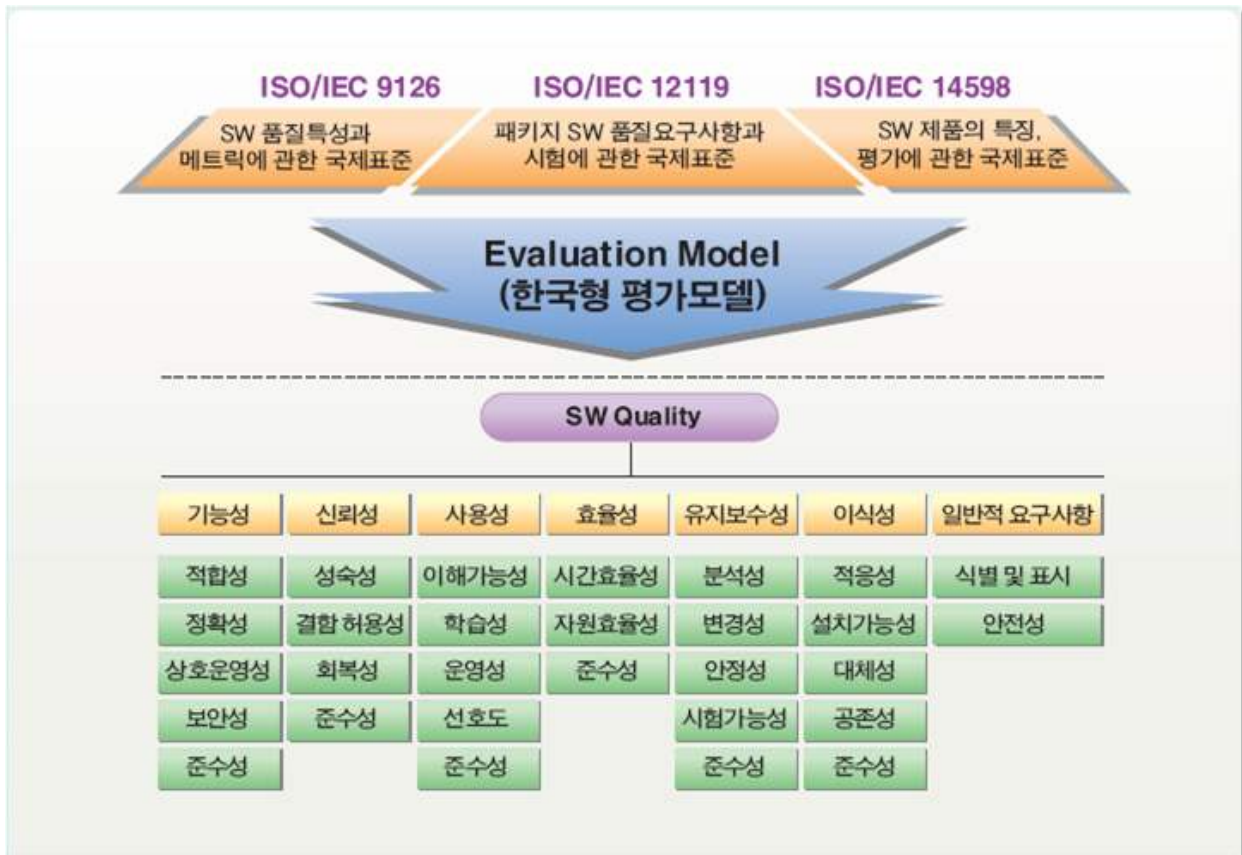 ISO/IEC 9126 ISO/IEC 12119 ISO/IEC 14598
SW 품질특성과
메트릭에 관한 국제표준
패키지 SW 품질요구사항과
시험에 관한 국제표준
SW 제품의 특징,
평가에 관한 국제표준
Evaluation Model
(한국형 평가모델)
SW Quality
기능성 신뢰성 사용성 효율성 유지보수성 이식성 일반적 요구사항
적합성 성숙성 이해가능성 시간효율성 분석성 적응성 식별 및 표시
정확성 결함 허용성 학습성 자원효율성 변경성 설치가능성 안전성
상호운영성 회복성 운영성 준수성 안정성 대체성
보안성 준수성 선호도 시험가능성 공존성
준수성 준수성 준수성 준수성